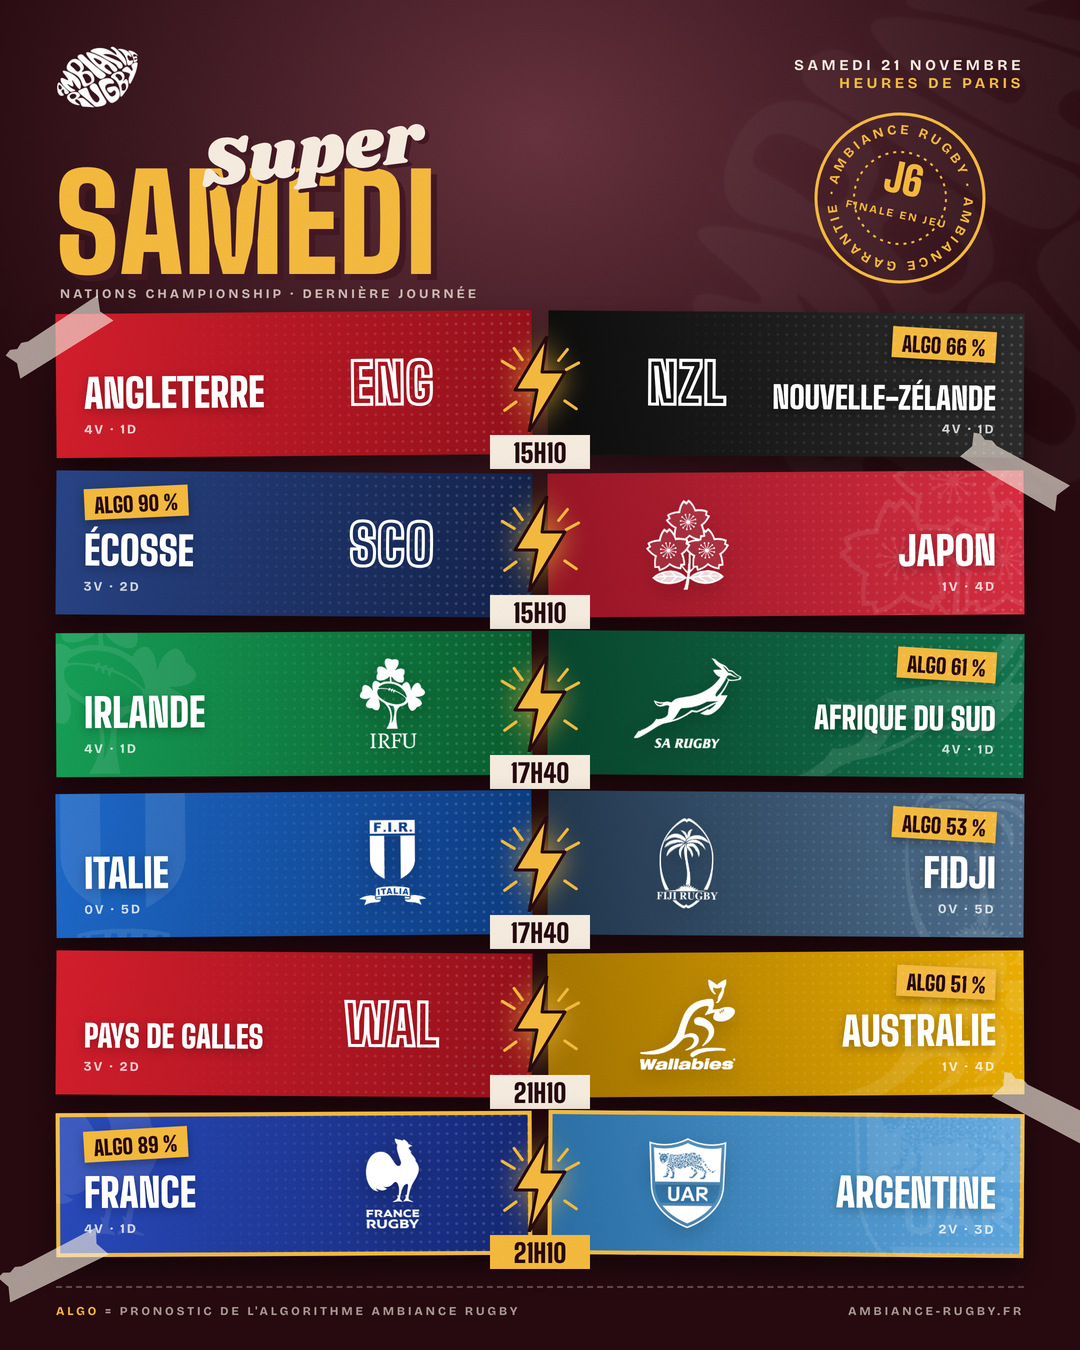 AMBIANCE RUGBY
SAMEDI 21 NOVEMBRE
HEURES DE PARIS
Super
SAMEDI
NATIONS CHAMPIONSHIP · DERNIÈRE JOURNÉE
AMBIANCE RUGBY · AMBIANCE GARANTIE ·
J6
FINALE EN JEU
ANGLETERRE
4V · 1D
ENG
15H10
NZL
ALGO 66 %
NOUVELLE-ZÉLANDE
4V · 1D
ALGO 90 %
ÉCOSSE
3V · 2D
SCO
15H10
JAPON
1V · 4D
IRLANDE
4V · 1D
IRFU
17H40
SA RUGBY
ALGO 61 %
AFRIQUE DU SUD
4V · 1D
ITALIE
0V · 5D
F.I.R.
ITALIA
17H40
FIJI RUGBY
ALGO 53 %
FIDJI
0V · 5D
PAYS DE GALLES
3V · 2D
WAL
21H10
Wallabies
ALGO 51 %
AUSTRALIE
1V · 4D
ALGO 89 %
FRANCE
4V · 1D
FRANCE
RUGBY
21H10
UAR
ARGENTINE
2V · 3D
ALGO = PRONOSTIC DE L'ALGORITHME AMBIANCE RUGBY
AMBIANCE-RUGBY.FR